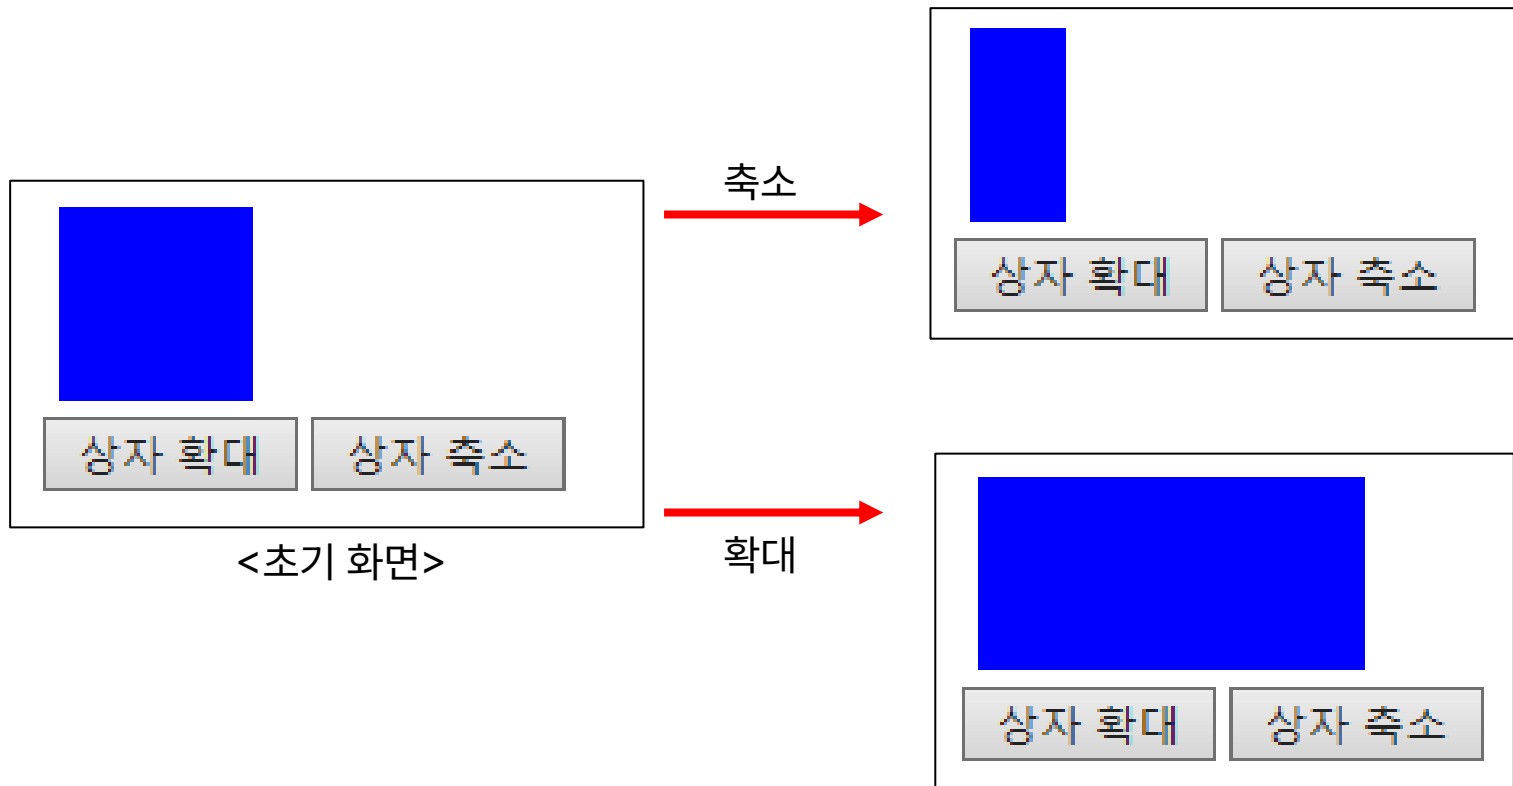 축소
상자 확대 상자 축소
상자 확대 상자 축소
<초기 화면>
확대
상자 확대 상자 축소